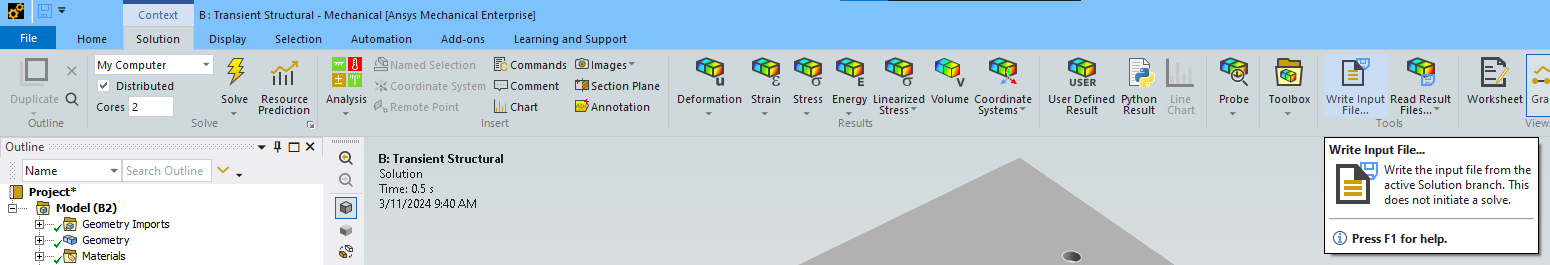 Context
B : Transient Structural - Mechanical [Ansys Mechanical Enterprise]
File Home Solution Display Selection Automation Add-ons Learning and Support
Duplicate
Outline
My Computer
Distributed
Cores 2
Solve
Resource Prediction
Solve
Analysis
Named Selection
Coordinate System
Remote Point
Commands
Comment
Chart
Images
Section Plane
Annotation
Insert
Deformation
Strain
Stress
Energy
Linearized Stress
Volume
Coordinate Systems
Results
USER
User Defined Result
Python Result
Line Chart
Probe
Toolbox
Write Input File...
Read Result Files...
Tools
Worksheet
Gra
Views
Outline
Name
Search Outline
Project*
Model (B2)
Geometry Imports
Geometry
Materials
B: Transient Structural
Solution
Time: 0.5 s
3/11/2024 9:40 AM
Write Input File...
Write the input file from the
active Solution branch. This
does not initiate a solve.
Press F1 for help.